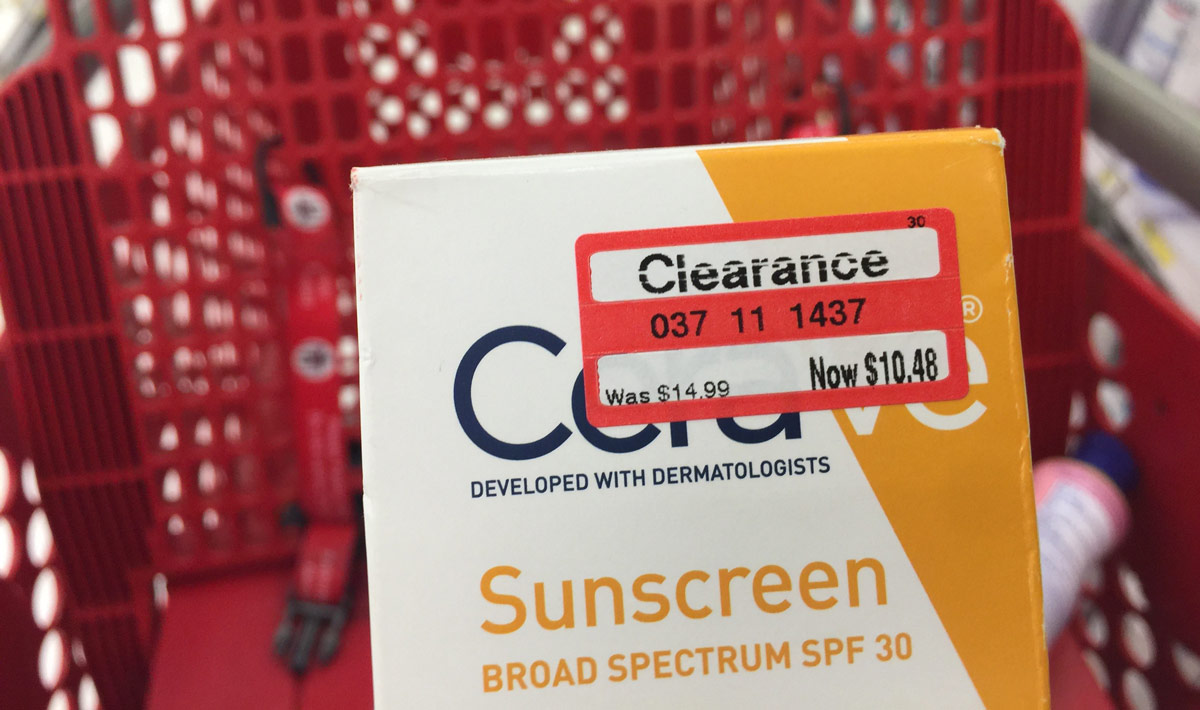 30
Clearance
037 11 1437
Was $14.99 Now $10.48
CeraVe®
DEVELOPED WITH DERMATOLOGISTS
Sunscreen
BROAD SPECTRUM SPF 30